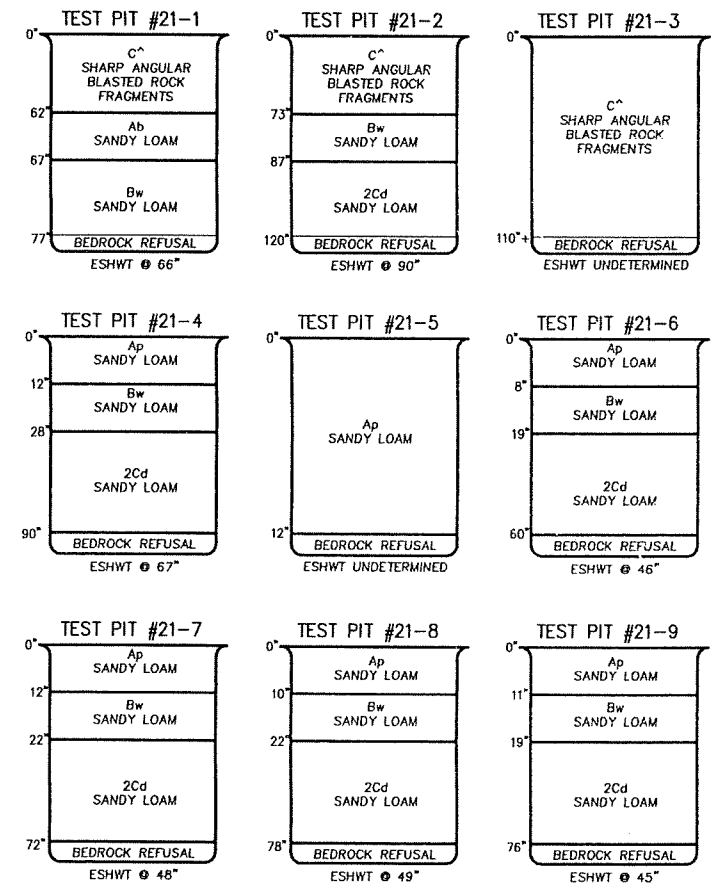 TEST PIT #21-1
0"
C^
SHARP ANGULAR
BLASTED ROCK
FRAGMENTS
62"
Ab
SANDY LOAM
67"
Bw
SANDY LOAM
77"
BEDROCK REFUSAL
ESHWT @ 66"
TEST PIT #21-2
0"
C^
SHARP ANGULAR
BLASTED ROCK
FRAGMENTS
73"
Bw
SANDY LOAM
87"
2Cd
SANDY LOAM
120"
BEDROCK REFUSAL
ESHWT @ 90"
TEST PIT #21-3
0"
C^
SHARP ANGULAR
BLASTED ROCK
FRAGMENTS
110"+
BEDROCK REFUSAL
ESHWT UNDETERMINED
TEST PIT #21-4
0"
Ap
SANDY LOAM
12"
Bw
SANDY LOAM
28"
2Cd
SANDY LOAM
90"
BEDROCK REFUSAL
ESHWT @ 67"
TEST PIT #21-5
0"
Ap
SANDY LOAM
12"
BEDROCK REFUSAL
ESHWT UNDETERMINED
TEST PIT #21-6
0"
Ap
SANDY LOAM
8"
Bw
SANDY LOAM
19"
2Cd
SANDY LOAM
60"
BEDROCK REFUSAL
ESHWT @ 46"
TEST PIT #21-7
0"
Ap
SANDY LOAM
12"
Bw
SANDY LOAM
22"
2Cd
SANDY LOAM
72"
BEDROCK REFUSAL
ESHWT @ 48"
TEST PIT #21-8
0"
Ap
SANDY LOAM
10"
Bw
SANDY LOAM
22"
2Cd
SANDY LOAM
78"
BEDROCK REFUSAL
ESHWT @ 49"
TEST PIT #21-9
0"
Ap
SANDY LOAM
11"
Bw
SANDY LOAM
19"
2Cd
SANDY LOAM
76"
BEDROCK REFUSAL
ESHWT @ 45"